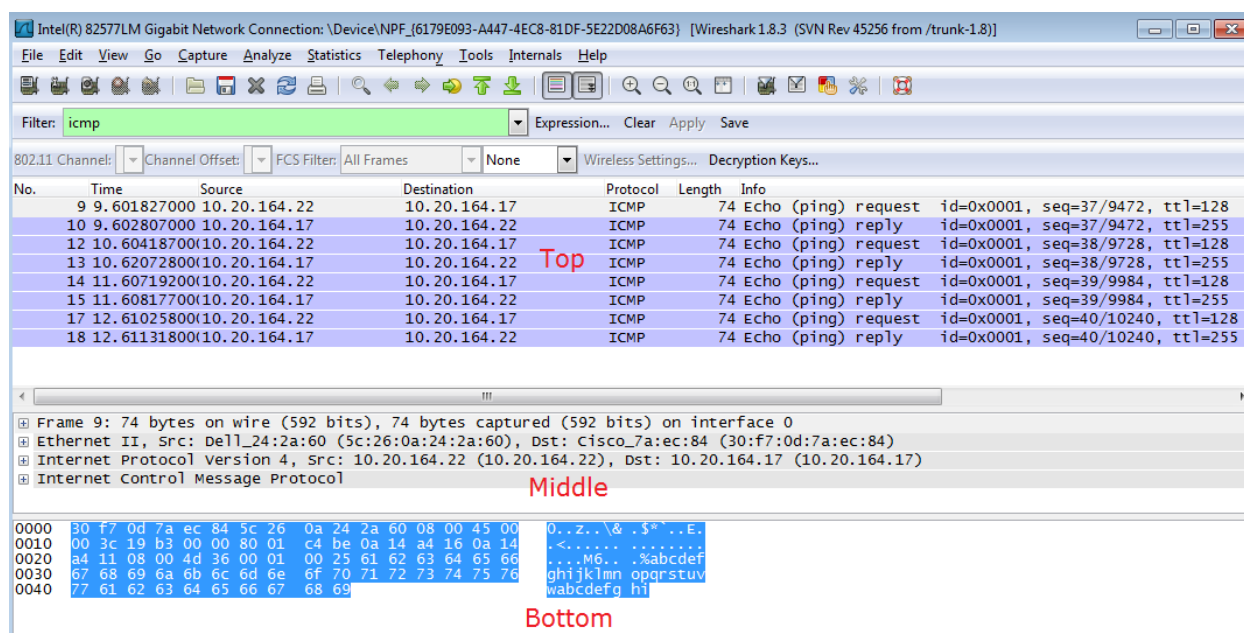 Intel(R) 82577LM Gigabit Network Connection: \Device\NPF_{6179E093-A447-4EC8-81DF-5E22D08A6F63} [Wireshark 1.8.3 (SVN Rev 45256 from /trunk-1.8)]
File Edit View Go Capture Analyze Statistics Telephony Tools Internals Help
Filter: icmp Expression... Clear Apply Save
802.11 Channel: Channel Offset: FCS Filter: All Frames None Wireless Settings... Decryption Keys...
No. Time Source Destination Protocol Length Info
9 9.601827000 10.20.164.22 10.20.164.17 ICMP 74 Echo (ping) request id=0x0001, seq=37/9472, ttl=128
10 9.602807000 10.20.164.17 10.20.164.22 ICMP 74 Echo (ping) reply id=0x0001, seq=37/9472, ttl=255
12 10.60418700(10.20.164.22 10.20.164.17 ICMP 74 Echo (ping) request id=0x0001, seq=38/9728, ttl=128
Top
13 10.62072800(10.20.164.17 10.20.164.22 ICMP 74 Echo (ping) reply id=0x0001, seq=38/9728, ttl=255
14 11.60719200(10.20.164.22 10.20.164.17 ICMP 74 Echo (ping) request id=0x0001, seq=39/9984, ttl=128
15 11.60817700(10.20.164.17 10.20.164.22 ICMP 74 Echo (ping) reply id=0x0001, seq=39/9984, ttl=255
17 12.61025800(10.20.164.22 10.20.164.17 ICMP 74 Echo (ping) request id=0x0001, seq=40/10240, ttl=128
18 12.61131800(10.20.164.17 10.20.164.22 ICMP 74 Echo (ping) reply id=0x0001, seq=40/10240, ttl=255
Frame 9: 74 bytes on wire (592 bits), 74 bytes captured (592 bits) on interface 0
Ethernet II, Src: Dell_24:2a:60 (5c:26:0a:24:2a:60), Dst: Cisco_7a:ec:84 (30:f7:0d:7a:ec:84)
Internet Protocol Version 4, Src: 10.20.164.22 (10.20.164.22), Dst: 10.20.164.17 (10.20.164.17)
Internet Control Message Protocol
Middle
0000 30 f7 0d 7a ec 84 5c 26 0a 24 2a 60 08 00 45 00 0..z..\& .$*`..E.
0010 00 3c 19 b3 00 00 80 01 c4 be 0a 14 a4 16 0a 14 .<...... ........
0020 a4 11 08 00 4d 36 00 01 00 25 61 62 63 64 65 66 ....M6.. .%abcdef
0030 67 68 69 6a 6b 6c 6d 6e 6f 70 71 72 73 74 75 76 ghijklmn opqrstuv
0040 77 61 62 63 64 65 66 67 68 69 wabcdefg hi
Bottom